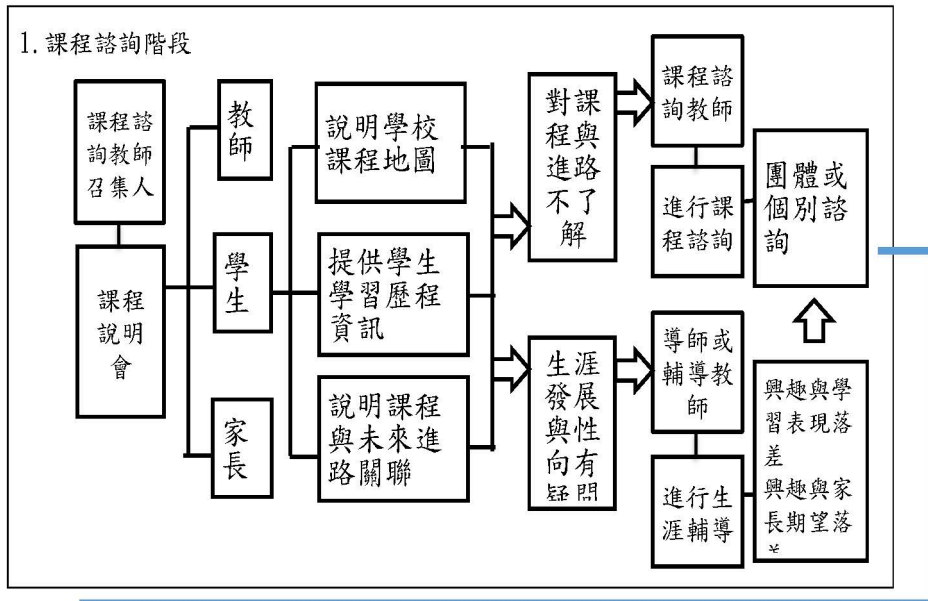 1. 課程諮詢階段
課程諮
詢教師
召集人
課程
說明
會
教
師
學
生
家
長
說明學校
課程地圖
提供學生
學習歷程
資訊
說明課程
與未來進
路關聯
對課
程與
進路
不了
解
生涯
發展
與性
向有
疑問
課程諮
詢教師
進行課
程諮詢
團體或
個別諮
詢
導師或
輔導教
師
進行生
涯輔導
興趣與學
習表現落
差
興趣與家
長期望落